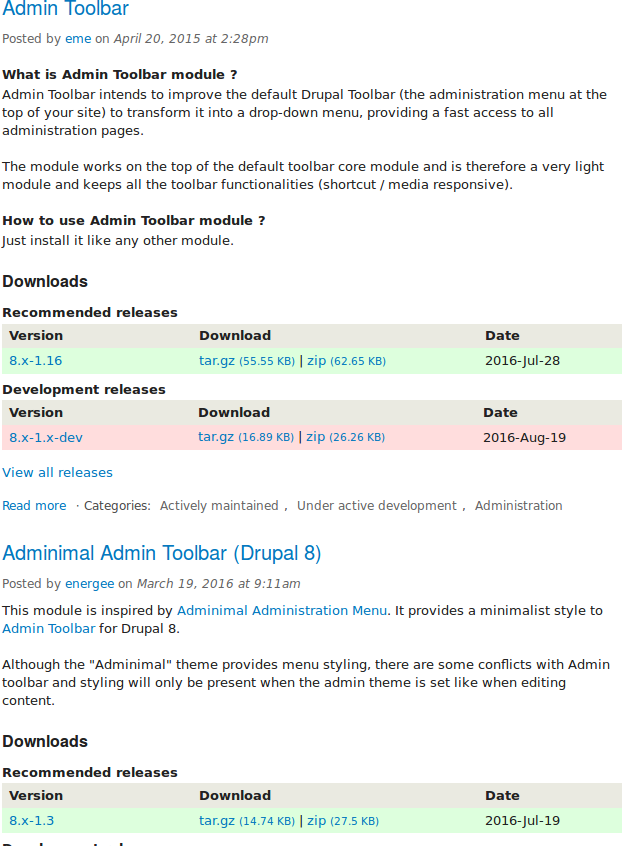 Admin Toolbar
Posted by eme on April 20, 2015 at 2:28pm
What is Admin Toolbar module ?
Admin Toolbar intends to improve the default Drupal Toolbar (the administration menu at the
top of your site) to transform it into a drop-down menu, providing a fast access to all
administration pages.
The module works on the top of the default toolbar core module and is therefore a very light
module and keeps all the toolbar functionalities (shortcut / media responsive).
How to use Admin Toolbar module ?
Just install it like any other module.
Downloads
Recommended releases
Version Download Date
8.x-1.16 tar.gz (55.55 KB) | zip (62.65 KB) 2016-Jul-28
Development releases
Version Download Date
8.x-1.x-dev tar.gz (16.89 KB) | zip (26.26 KB) 2016-Aug-19
View all releases
Read more · Categories: Actively maintained , Under active development , Administration
Adminimal Admin Toolbar (Drupal 8)
Posted by energee on March 19, 2016 at 9:11am
This module is inspired by Adminimal Administration Menu. It provides a minimalist style to
Admin Toolbar for Drupal 8.
Although the "Adminimal" theme provides menu styling, there are some conflicts with Admin
toolbar and styling will only be present when the admin theme is set like when editing
content.
Downloads
Recommended releases
Version Download Date
8.x-1.3 tar.gz (14.74 KB) | zip (27.5 KB) 2016-Jul-19